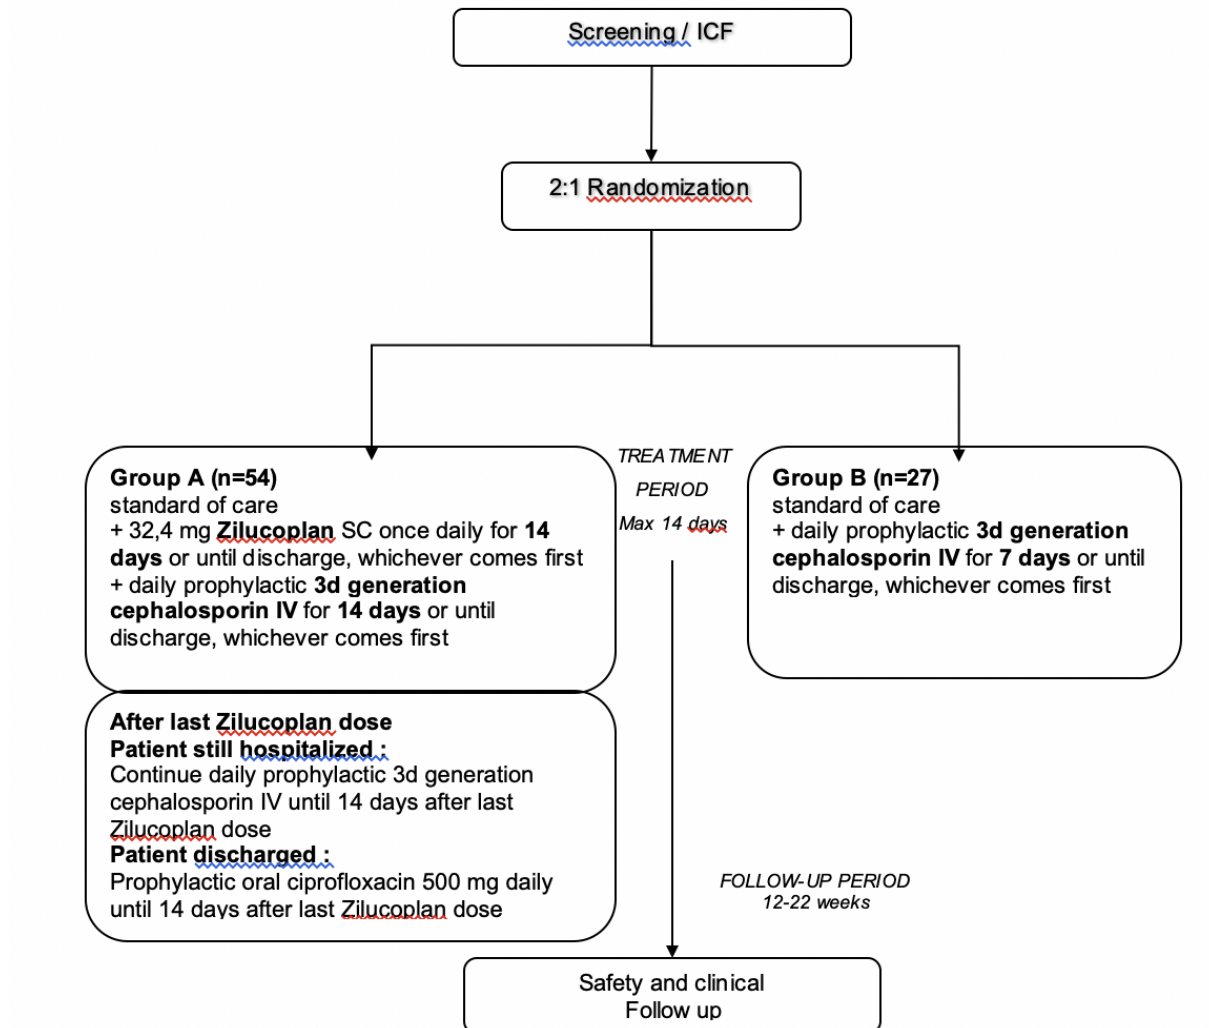 Screening / ICF
2:1 Randomization
Group A (n=54)
standard of care
+ 32,4 mg Zilucoplan SC once daily for 14
days or until discharge, whichever comes first
+ daily prophylactic 3d generation
cephalosporin IV for 14 days or until
discharge, whichever comes first
TREATMENT
PERIOD
Max 14 days
Group B (n=27)
standard of care
+ daily prophylactic 3d generation
cephalosporin IV for 7 days or until
discharge, whichever comes first
After last Zilucoplan dose
Patient still hospitalized :
Continue daily prophylactic 3d generation
cephalosporin IV until 14 days after last
Zilucoplan dose
Patient discharged :
Prophylactic oral ciprofloxacin 500 mg daily
until 14 days after last Zilucoplan dose
FOLLOW-UP PERIOD
12-22 weeks
Safety and clinical
Follow up